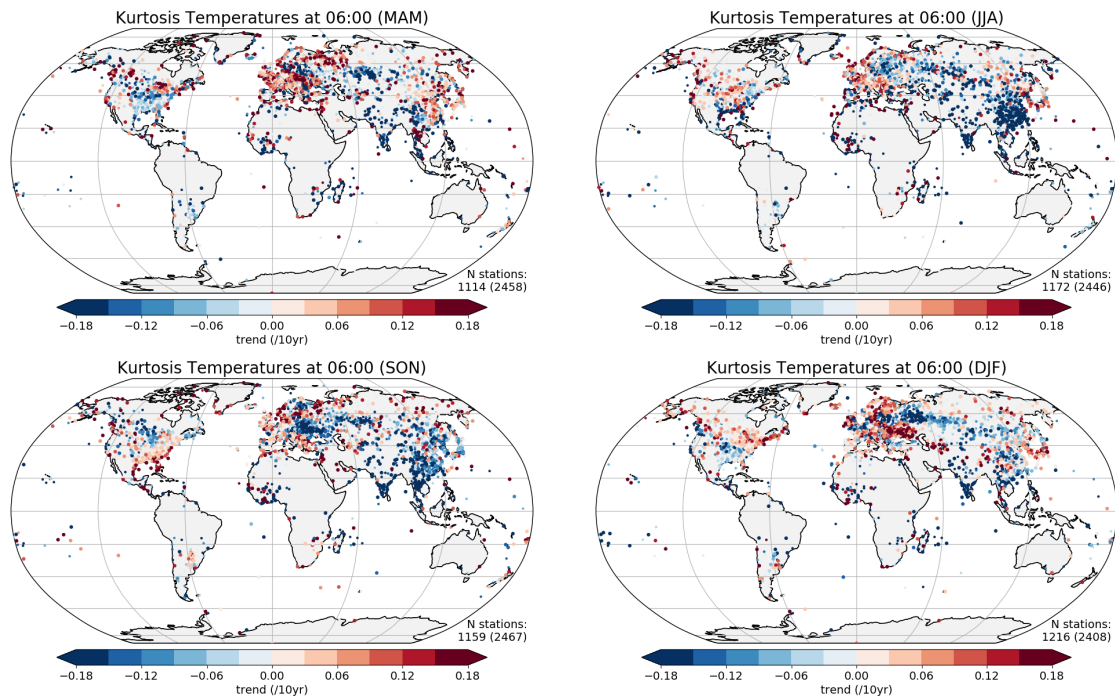 Kurtosis Temperatures at 06:00 (MAM)
N stations:
1114 (2458)
−0.18 −0.12 −0.06 0.00 0.06 0.12 0.18
trend (/10yr)
Kurtosis Temperatures at 06:00 (JJA)
N stations:
1172 (2446)
−0.18 −0.12 −0.06 0.00 0.06 0.12 0.18
trend (/10yr)
Kurtosis Temperatures at 06:00 (SON)
N stations:
1159 (2467)
−0.18 −0.12 −0.06 0.00 0.06 0.12 0.18
trend (/10yr)
Kurtosis Temperatures at 06:00 (DJF)
N stations:
1216 (2408)
−0.18 −0.12 −0.06 0.00 0.06 0.12 0.18
trend (/10yr)